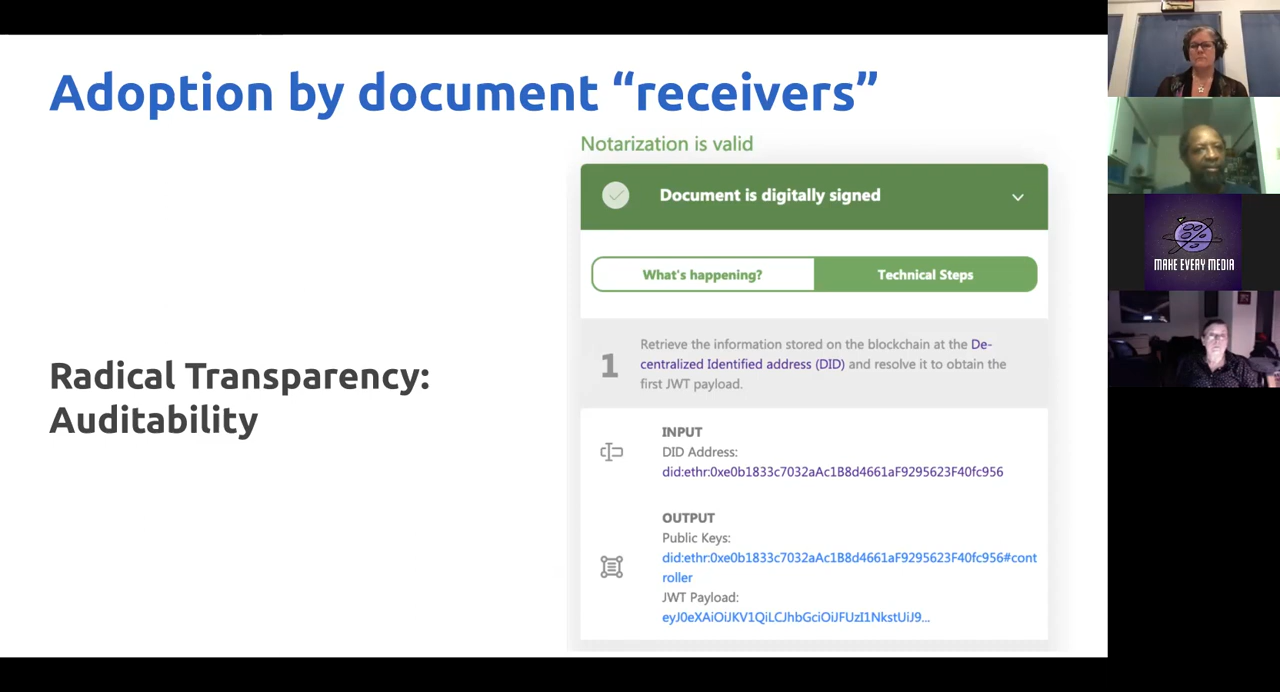 Adoption by document “receivers”
Notarization is valid
Document is digitally signed
What's happening?
Technical Steps
Radical Transparency:
Auditability
1
Retrieve the information stored on the blockchain at the De-
centralized Identified address (DID) and resolve it to obtain the
first JWT payload.
INPUT
DID Address:
did:ethr:0xe0b1833c7032aAc1B8d4661aF9295623F40fc956
OUTPUT
Public Keys:
did:ethr:0xe0b1833c7032aAc1B8d4661aF9295623F40fc956#cont
roller
JWT Payload:
eyJ0eXAiOiJKV1QiLCJhbGciOiJFUzI1NkstUiJ9...
MAKE EVERY MEDIA